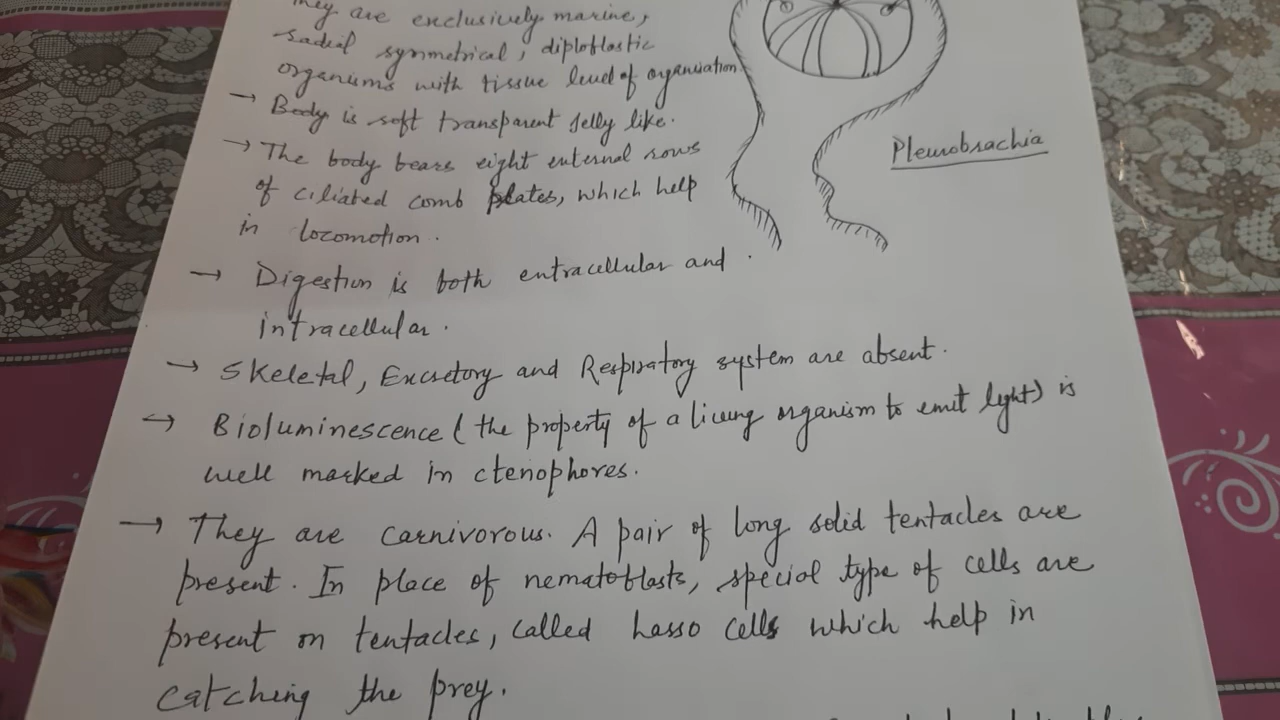 They are exclusively marine,
radial symmetrical, diploblastic
organisms with tissue level of organisation.
→ Body is soft transparent Jelly like.
→ The body bears eight external rows
of ciliated comb plates, which help
in locomotion.
→ Digestion is both extracellular and
intracellular.
→ Skeletal, Excretory and Respiratory system are absent.
→ Bioluminescence (the property of a living organism to emit light) is
well marked in ctenophores.
→ They are carnivorous. A pair of long solid tentacles are
present. In place of nematoblasts, special type of cells are
present on tentacles, called Lasso cells which help in
catching the prey.
Pleurobrachia